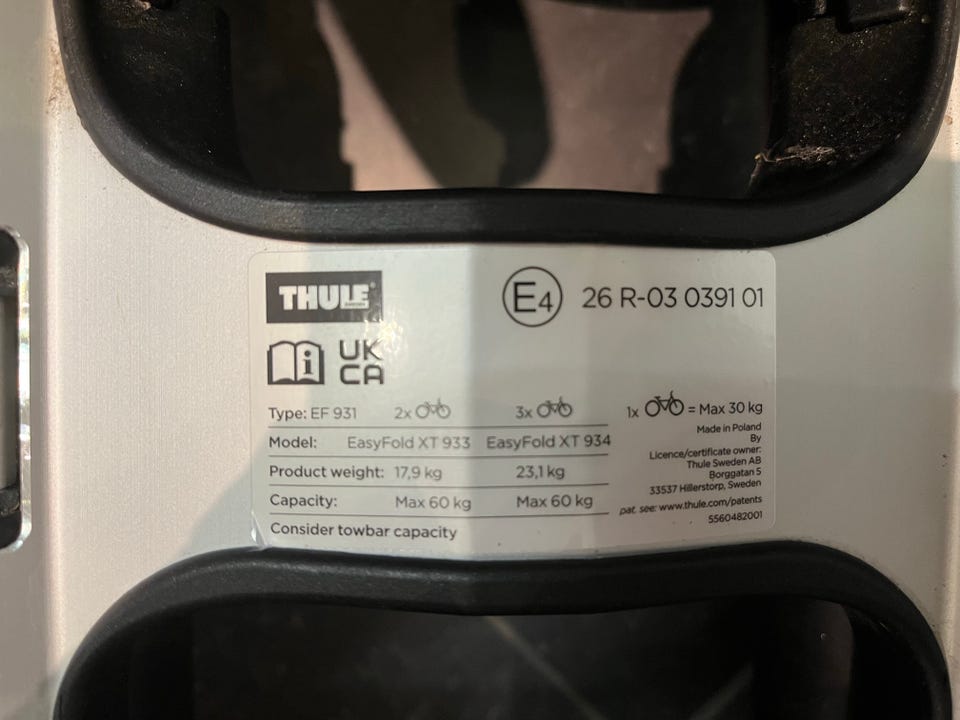 THULE
SWEDEN
E4 26 R-03 0391 01
i UK
CA
Type: EF 931 2x 3x 1x = Max 30 kg
Model: EasyFold XT 933 EasyFold XT 934
Product weight: 17,9 kg 23,1 kg
Capacity: Max 60 kg Max 60 kg
Consider towbar capacity
Made in Poland
By
Licence/certificate owner:
Thule Sweden AB
Borggatan 5
33537 Hillerstorp, Sweden
pat. see: www.thule.com/patents
5560482001